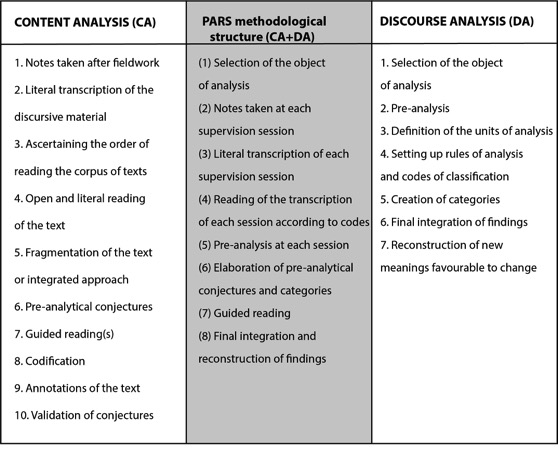 CONTENT ANALYSIS (CA)
1. Notes taken after fieldwork
2. Literal transcription of the
discursive material
3. Ascertaining the order of
reading the corpus of texts
4. Open and literal reading
of the text
5. Fragmentation of the text
or integrated approach
6. Pre-analytical conjectures
7. Guided reading(s)
8. Codification
9. Annotations of the text
10. Validation of conjectures
PARS methodological
structure (CA+DA)
(1) Selection of the object
of analysis
(2) Notes taken at each
supervision session
(3) Literal transcription of each
supervision session
(4) Reading of the transcription
of each session according to codes
(5) Pre-analysis at each session
(6) Elaboration of pre-analytical
conjectures and categories
(7) Guided reading
(8) Final integration and
reconstruction of findings
DISCOURSE ANALYSIS (DA)
1. Selection of the object
of analysis
2. Pre-analysis
3. Definition of the units of analysis
4. Setting up rules of analysis
and codes of classification
5. Creation of categories
6. Final integration of findings
7. Reconstruction of new
meanings favourable to change